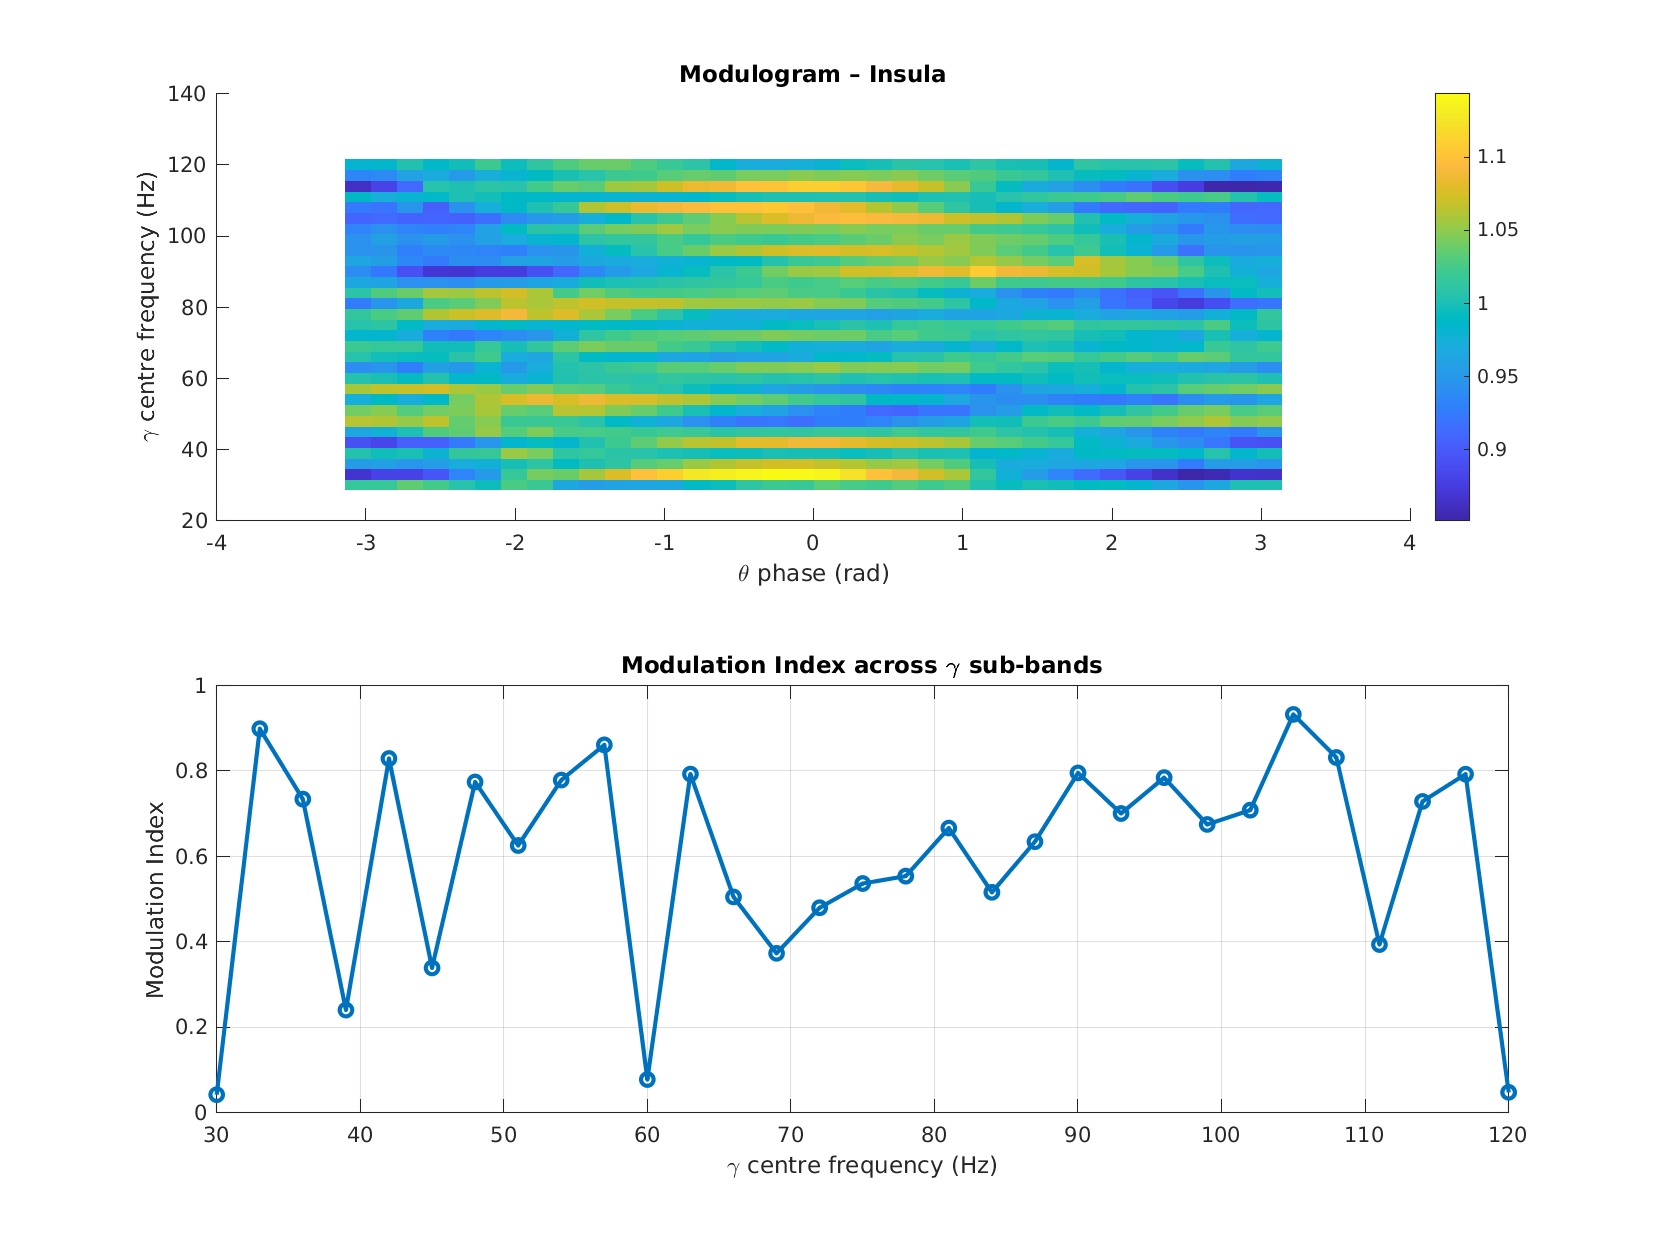 Modulogram – Insula
140
120
100
80
60
40
20
γ centre frequency (Hz)
-4 -3 -2 -1 0 1 2 3 4
θ phase (rad)
1.1
1.05
1
0.95
0.9
Modulation Index across γ sub-bands
1
0.8
0.6
0.4
0.2
0
Modulation Index
30 40 50 60 70 80 90 100 110 120
γ centre frequency (Hz)